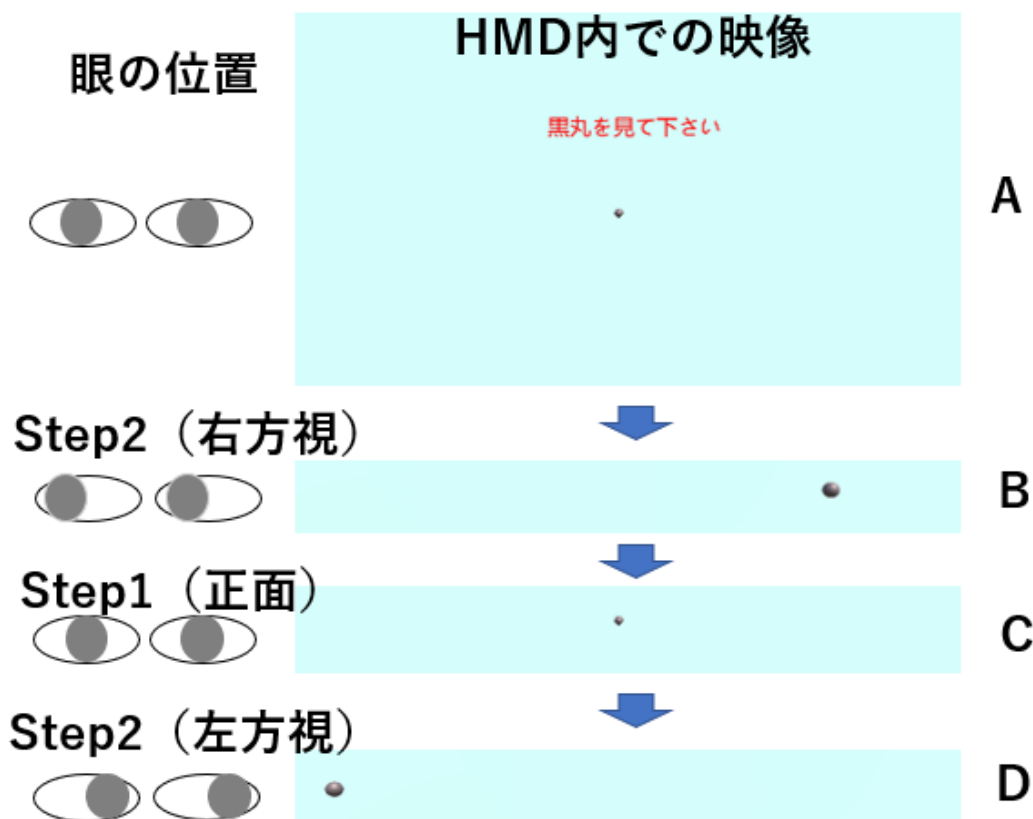 HMD内での映像
眼の位置
黒丸を見て下さい
A
Step2（右方視）
B
Step1（正面）
C
Step2（左方視）
D